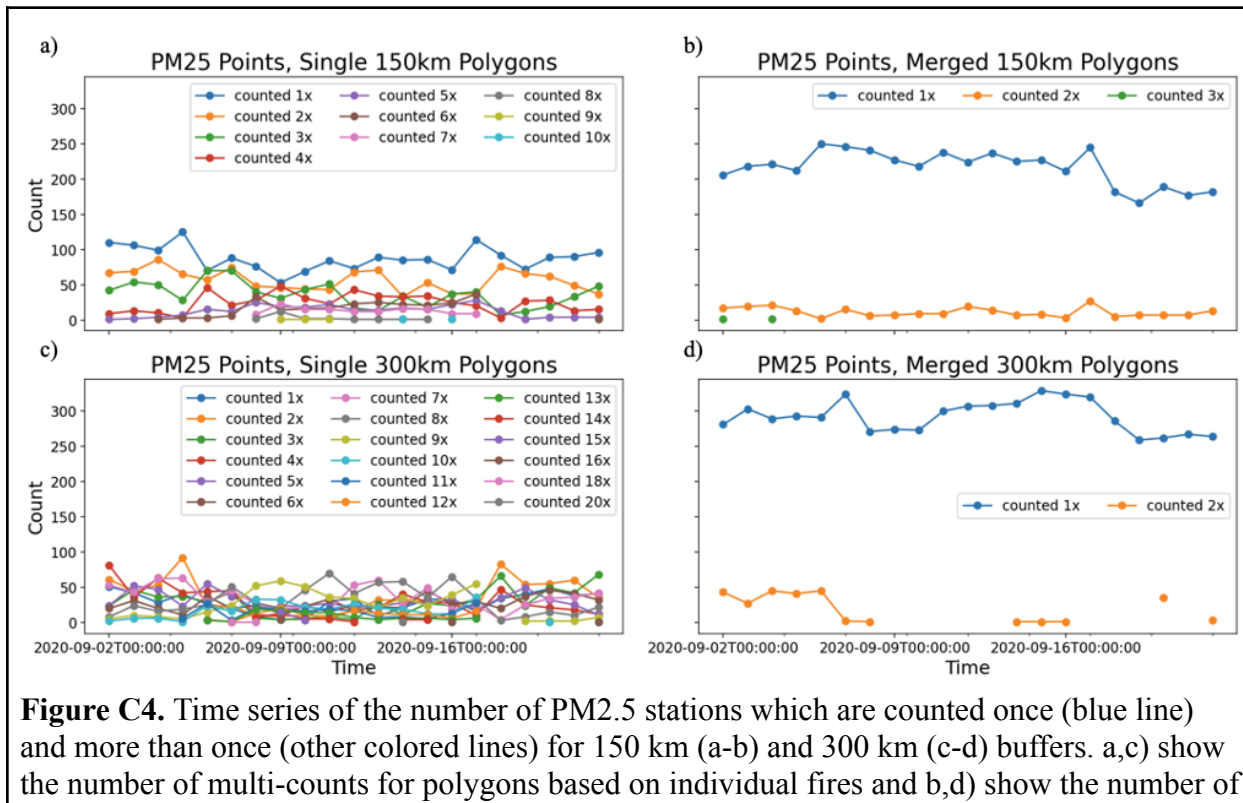 a)
PM25 Points, Single 150km Polygons
counted 1x counted 5x counted 8x
counted 2x counted 6x counted 9x
counted 3x counted 7x counted 10x
counted 4x
300
250
200
150
100
50
0
Count
b)
PM25 Points, Merged 150km Polygons
counted 1x counted 2x counted 3x
c)
PM25 Points, Single 300km Polygons
counted 1x counted 7x counted 13x
counted 2x counted 8x counted 14x
counted 3x counted 9x counted 15x
counted 4x counted 10x counted 16x
counted 5x counted 11x counted 18x
counted 6x counted 12x counted 20x
300
250
200
150
100
50
0
Count
2020-09-02T00:00:00 2020-09-09T00:00:00 2020-09-16T00:00:00
Time
d)
PM25 Points, Merged 300km Polygons
counted 1x counted 2x
2020-09-02T00:00:00 2020-09-09T00:00:00 2020-09-16T00:00:00
Time
Figure C4. Time series of the number of PM2.5 stations which are counted once (blue line)
and more than once (other colored lines) for 150 km (a-b) and 300 km (c-d) buffers. a,c) show
the number of multi-counts for polygons based on individual fires and b,d) show the number of